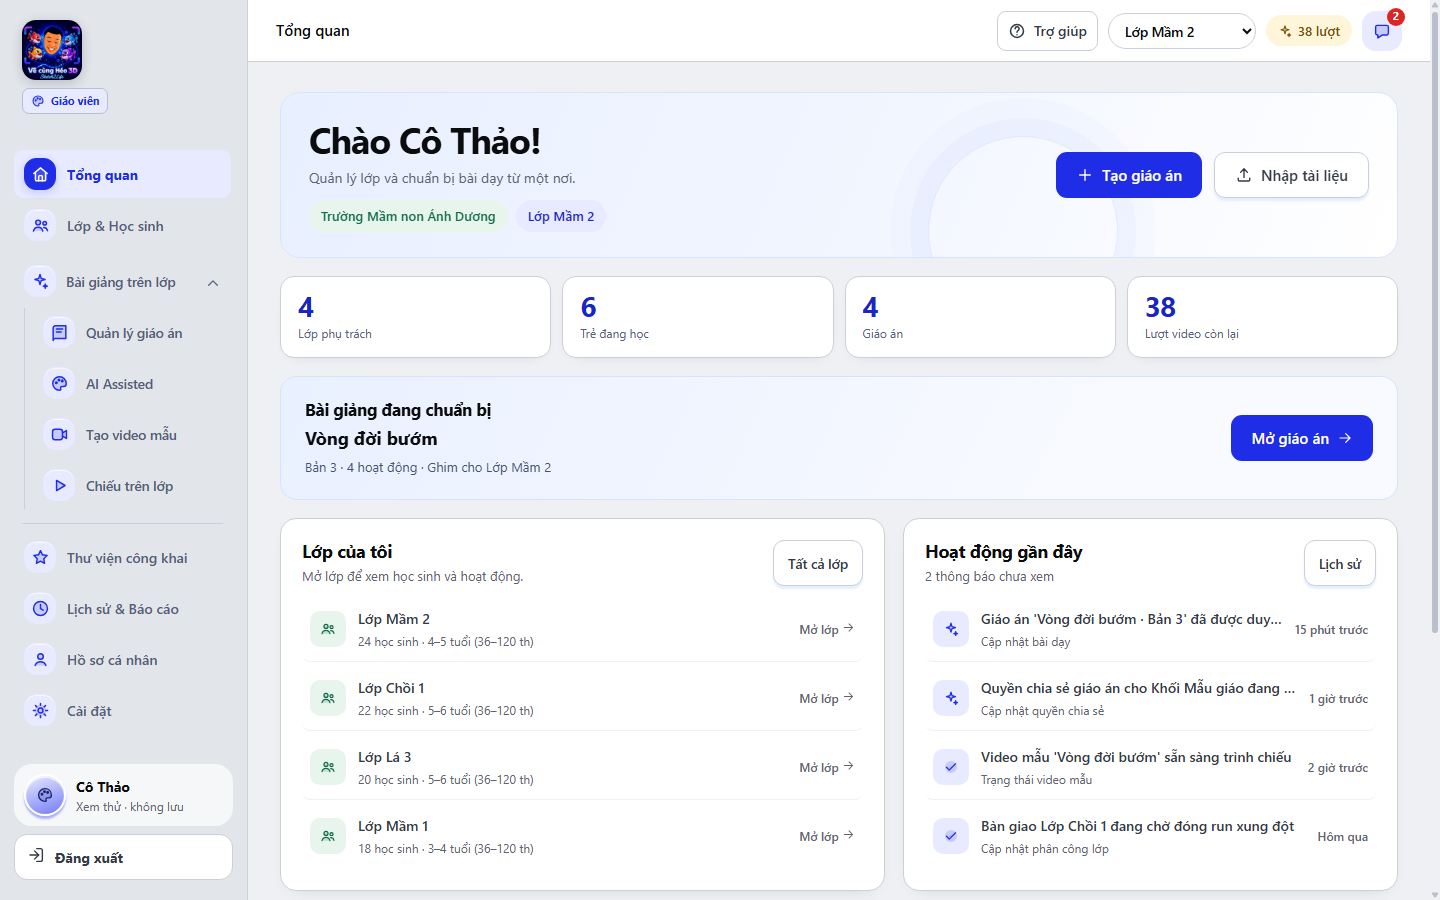 Vẽ cùng Héo 3D
Giáo viên
Tổng quan
Lớp & Học sinh
Bài giảng trên lớp
Quản lý giáo án
AI Assisted
Tạo video mẫu
Chiếu trên lớp
Thư viện công khai
Lịch sử & Báo cáo
Hồ sơ cá nhân
Cài đặt
Cô Thảo
Xem thử · không lưu
Đăng xuất
Tổng quan
Trợ giúp
Lớp Mầm 2
38 lượt
2
Chào Cô Thảo!
Quản lý lớp và chuẩn bị bài dạy từ một nơi.
Trường Mầm non Ánh Dương
Lớp Mầm 2
Tạo giáo án
Nhập tài liệu
4
Lớp phụ trách
6
Trẻ đang học
4
Giáo án
38
Lượt video còn lại
Bài giảng đang chuẩn bị
Vòng đời bướm
Bản 3 · 4 hoạt động · Ghim cho Lớp Mầm 2
Mở giáo án →
Lớp của tôi
Mở lớp để xem học sinh và hoạt động.
Tất cả lớp
Lớp Mầm 2
24 học sinh · 4–5 tuổi (36–120 th)
Mở lớp →
Lớp Chồi 1
22 học sinh · 5–6 tuổi (36–120 th)
Mở lớp →
Lớp Lá 3
20 học sinh · 5–6 tuổi (36–120 th)
Mở lớp →
Lớp Mầm 1
18 học sinh · 3–4 tuổi (36–120 th)
Mở lớp →
Hoạt động gần đây
2 thông báo chưa xem
Lịch sử
Giáo án 'Vòng đời bướm · Bản 3' đã được duy...
Cập nhật bài dạy
15 phút trước
Quyền chia sẻ giáo án cho Khối Mẫu giáo đang ...
Cập nhật quyền chia sẻ
1 giờ trước
Video mẫu 'Vòng đời bướm' sẵn sàng trình chiếu
Trạng thái video mẫu
2 giờ trước
Bàn giao Lớp Chồi 1 đang chờ đóng run xung đột
Cập nhật phân công lớp
Hôm qua